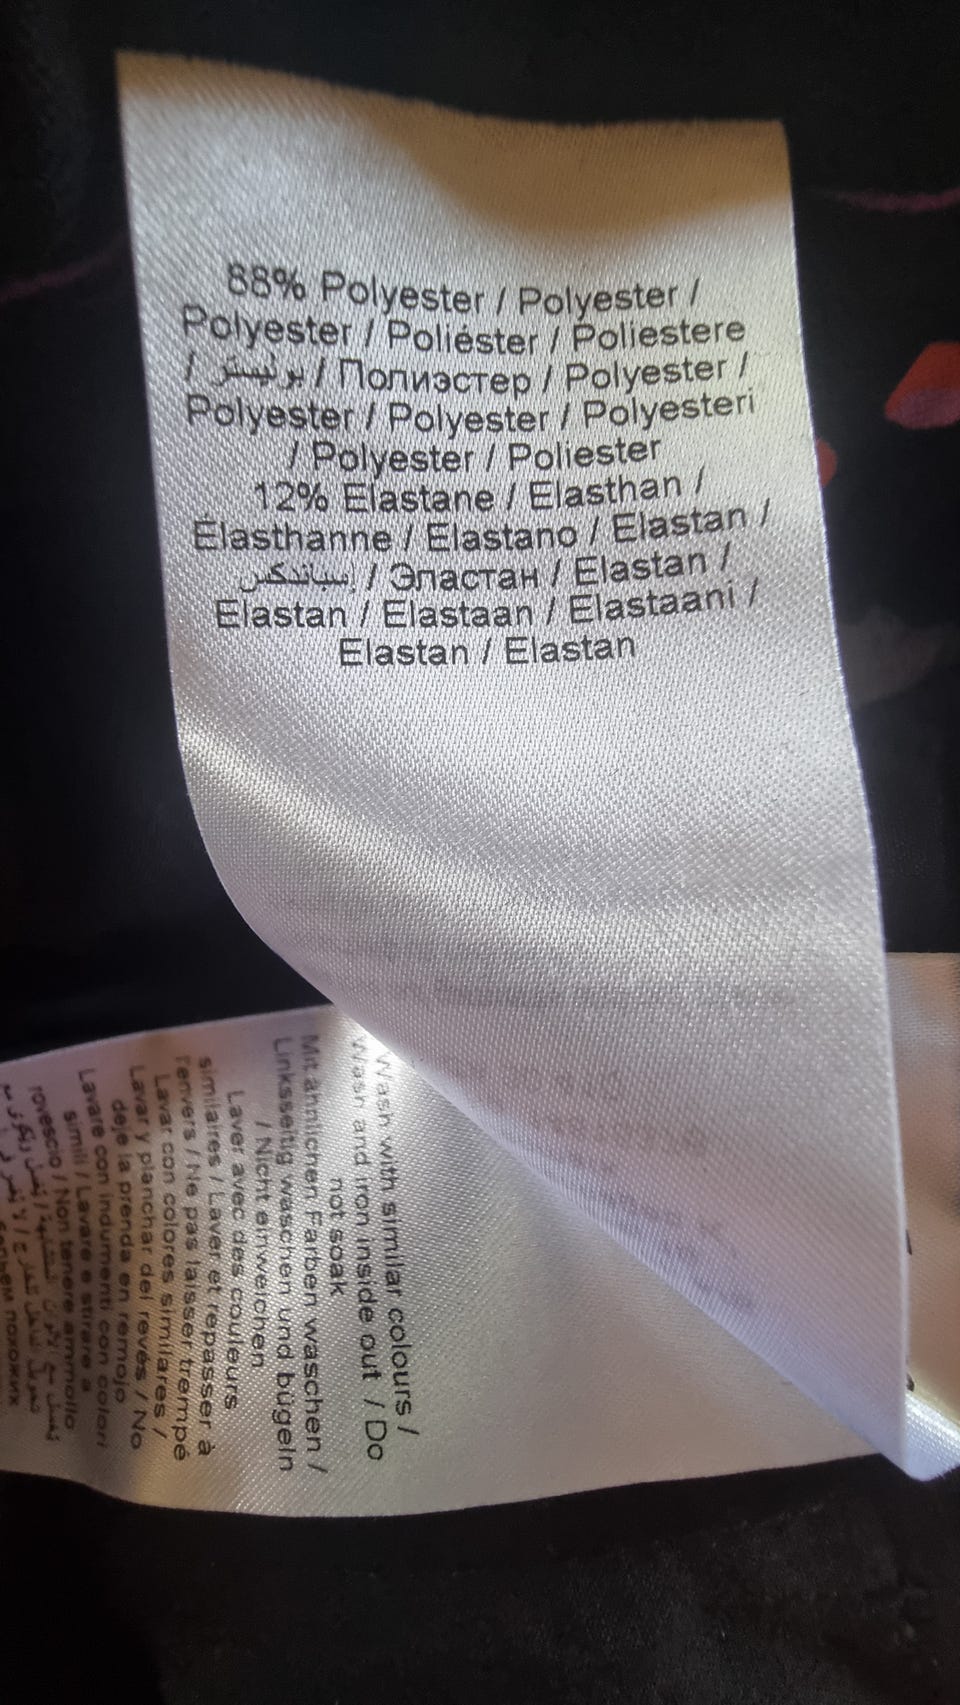 88% Polyester / Polyester /
Polyester / Poliéster / Poliestere
/ بوليستر / Полиэстер / Polyester /
Polyester / Polyester / Polyesteri
/ Polyester / Poliester
12% Elastane / Elasthan /
Élasthanne / Elastano / Elastan /
إسباندكس / Эластан / Elastan /
Elastan / Elastaan / Elastaani /
Elastan / Elastan
Wash with similar colours /
Wash and iron inside out / Do
not soak
Mit ähnlichen Farben waschen /
Linksseitig waschen und bügeln
/ Nicht einweichen
Laver avec des couleurs
similaires / Laver et repasser à
l'envers / Ne pas laisser trempé
Lavar con colores similares /
Lavar y planchar del revés / No
deje la prenda en remojo
Lavare con indumenti con colori
simili / Lavare e stirare a
rovescio / Non tenere ammollo
похожих